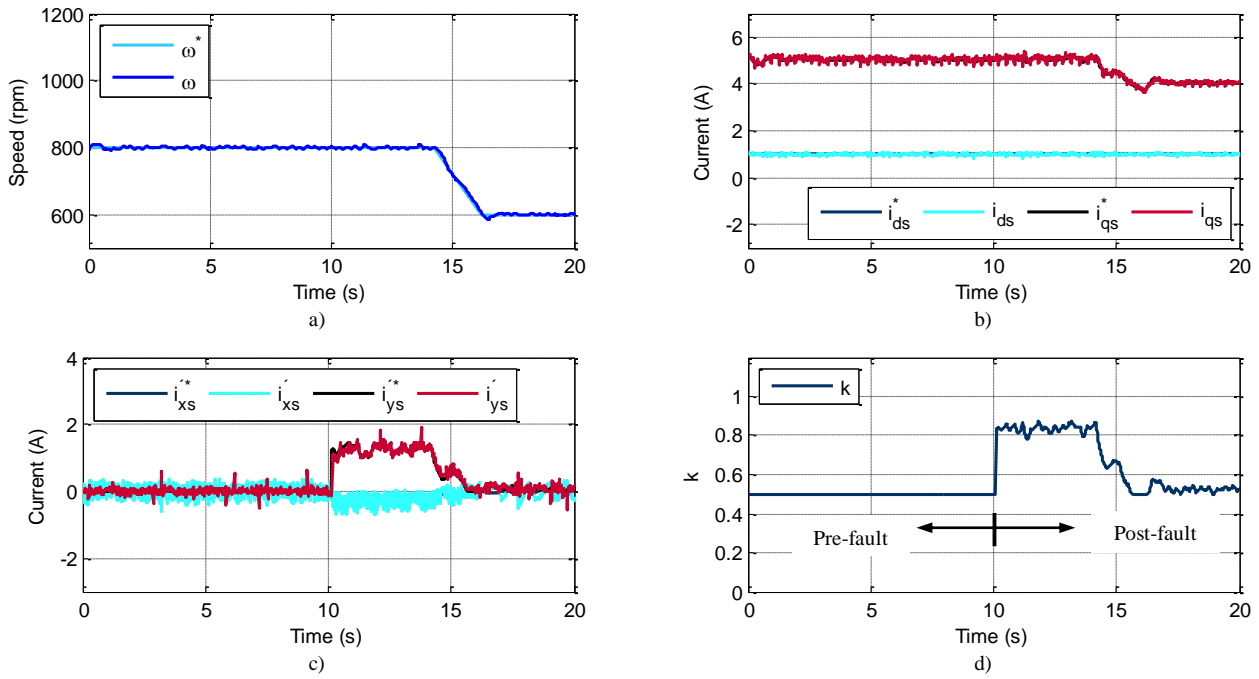 1200
1000
800
600
Speed (rpm)
ω*
ω
0 5 10 15 20
Time (s)
a)
6
4
2
0
-2
Current (A)
i*ds ids i*qs iqs
0 5 10 15 20
Time (s)
b)
4
2
0
-2
Current (A)
i´*xs i´xs i´*ys i´ys
0 5 10 15 20
Time (s)
c)
1
0.8
0.6
0.4
0.2
0
k
k
Pre-fault Post-fault
0 5 10 15 20
Time (s)
d)